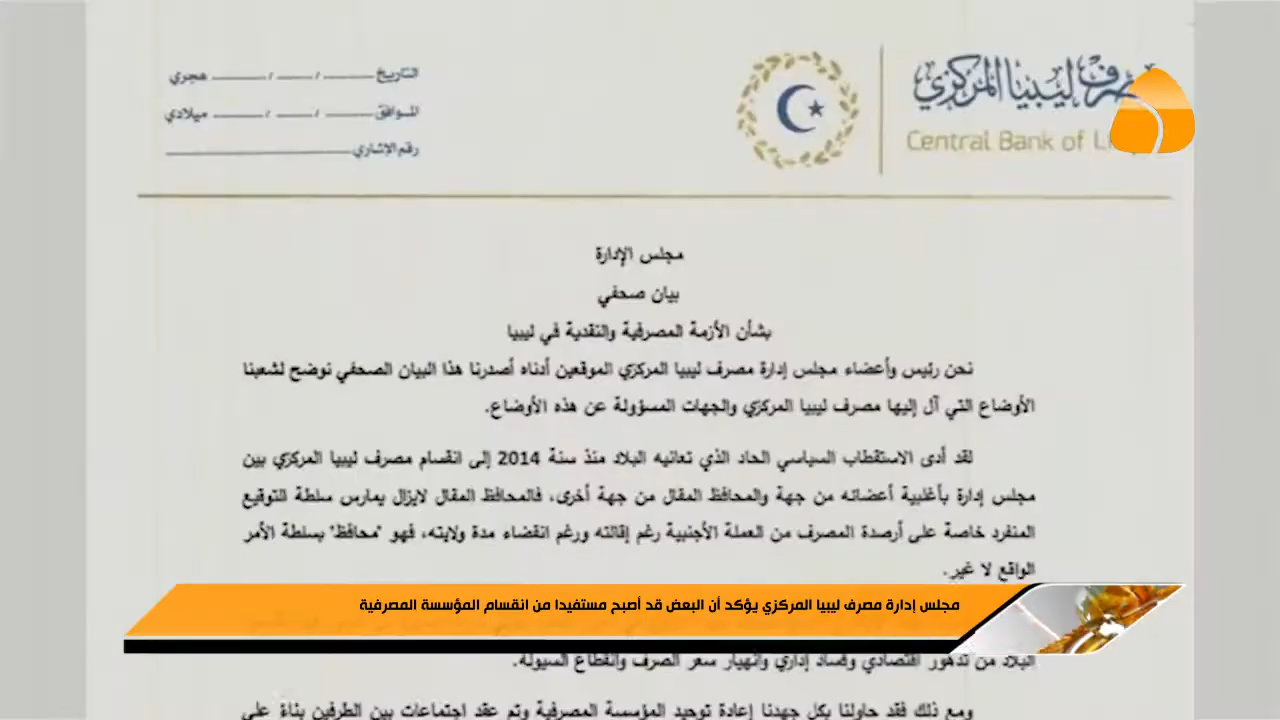 مصرف ليبيا المركزي
Central Bank of
التاريخ ــــــ / ـــــ / ــــــ هجري
الموافق ــــــ / ـــــ / ــــــ ميلادي
رقم الإشاري ــــــــــــــــ
مجلس الإدارة
بيان صحفي
بشأن الأزمة المصرفية والنقدية في ليبيا
نحن رئيس وأعضاء مجلس إدارة مصرف ليبيا المركزي الموقعين أدناه أصدرنا هذا البيان الصحفي نوضح لشعبنا
الأوضاع التي آل إليها مصرف ليبيا المركزي والجهات المسؤولة عن هذه الأوضاع.
لقد أدى الاستقطاب السياسي الحاد الذي تعانيه البلاد منذ سنة 2014 إلى انقسام مصرف ليبيا المركزي بين
مجلس إدارة بأغلبية أعضائه من جهة والمحافظ المقال من جهة أخرى، فالمحافظ المقال لايزال يمارس سلطة التوقيع
المنفرد خاصة على أرصدة المصرف من العملة الأجنبية رغم إقالته ورغم انقضاء مدة ولايته، فهو "محافظ" بسلطة الأمر
الواقع لا غير.
مجلس إدارة مصرف ليبيا المركزي يؤكد أن البعض قد أصبح مستفيدا من انقسام المؤسسة المصرفية
البلاد من تدهور اقتصادي وفساد إداري وانهيار سعر الصرف وانقطاع السيولة.
ومع ذلك فقد حاولنا بكل جهدنا إعادة توحيد المؤسسة المصرفية وتم عقد اجتماعات بين الطرفين بناءً على